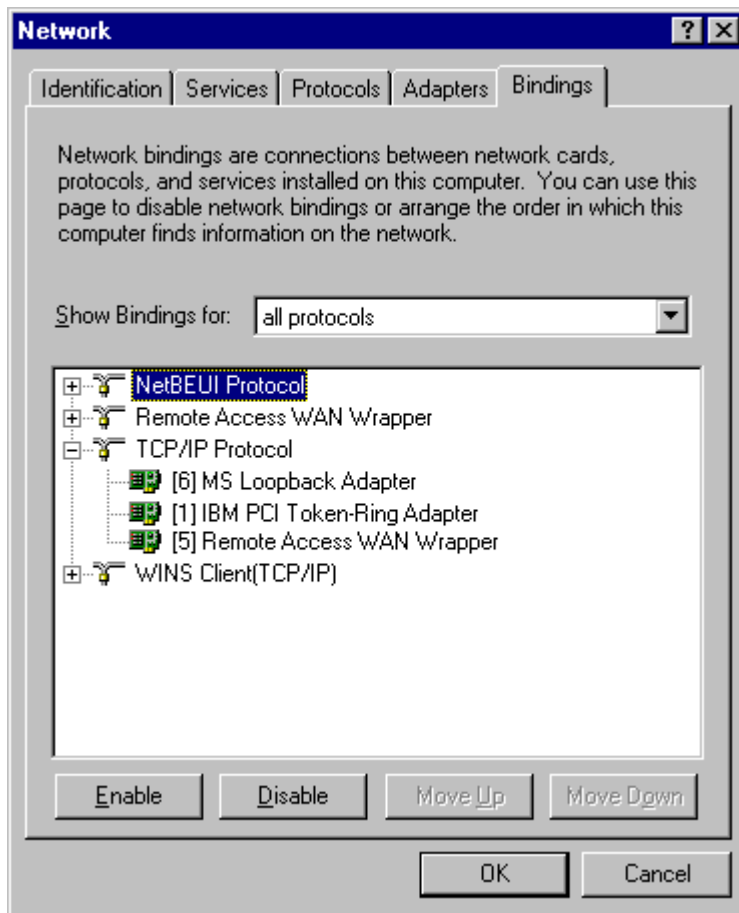 Network
Identification Services Protocols Adapters Bindings
Network bindings are connections between network cards,
protocols, and services installed on this computer. You can use this
page to disable network bindings or arrange the order in which this
computer finds information on the network.
Show Bindings for: all protocols
NetBEUI Protocol
Remote Access WAN Wrapper
TCP/IP Protocol
[6] MS Loopback Adapter
[1] IBM PCI Token-Ring Adapter
[5] Remote Access WAN Wrapper
WINS Client(TCP/IP)
Enable Disable Move Up Move Down
OK Cancel